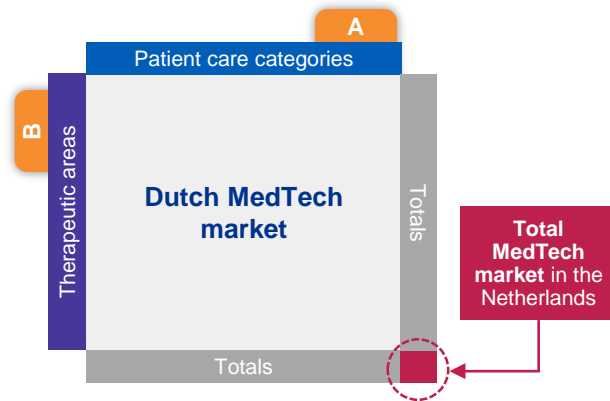 A
Patient care categories
B
Therapeutic areas
Dutch MedTech
market
Totals
Total
MedTech
market in the
Netherlands
Totals